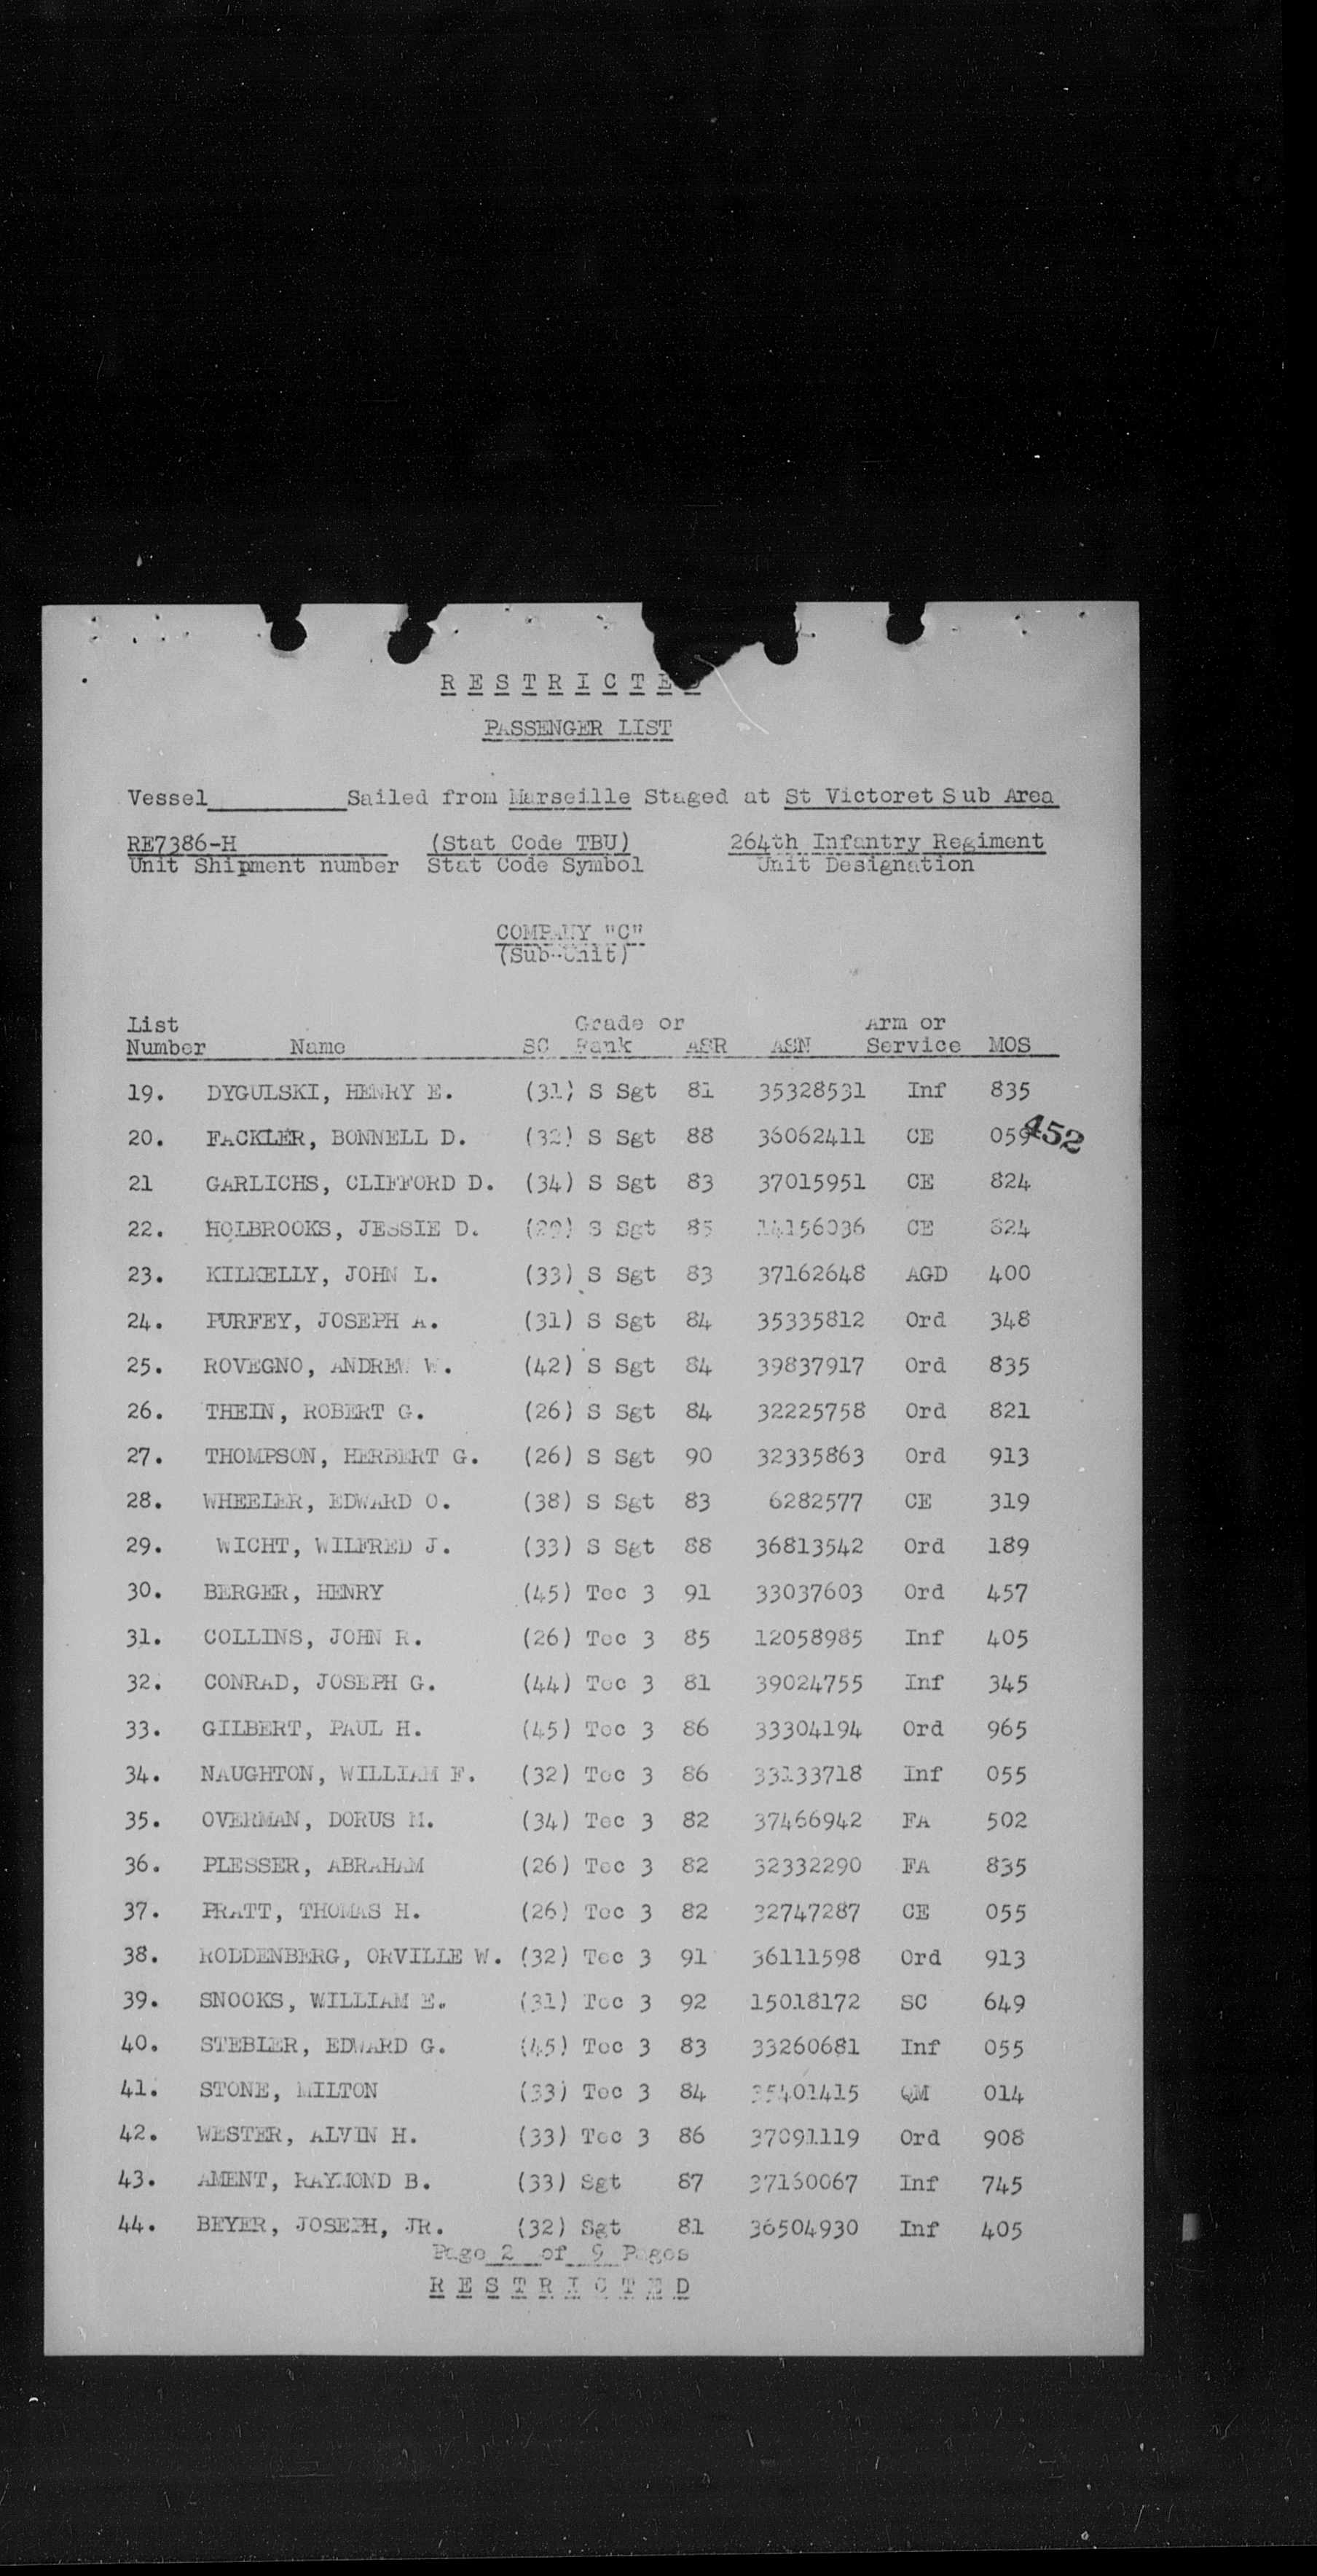 RESTRICTED
PASSENGER LIST
Vessel__________Sailed from Marseille Staged at St Victoret Sub Area
RE7386-H (Stat Code TBU) 264th Infantry Regiment
Unit Shipment number Stat Code Symbol Unit Designation
COMPANY "C"
(Sub-Unit)
List Grade or Arm or
Number Name SC Rank ASR ASN Service MOS
19. DYGULSKI, HENRY E. (31) S Sgt 81 35328531 Inf 835
20. FACKLER, BONNELL D. (32) S Sgt 88 36062411 CE 059
452
21 GARLICHS, CLIFFORD D. (34) S Sgt 83 37015951 CE 824
22. HOLBROOKS, JESSIE D. S Sgt 85 14156036 CE 824
23. KILKELLY, JOHN L. (33) S Sgt 83 37162648 AGD 400
24. PURFEY, JOSEPH A. (31) S Sgt 84 35335812 Ord 348
25. ROVEGNO, ANDREW W. (42) S Sgt 84 39837917 Ord 835
26. THEIN, ROBERT G. (26) S Sgt 84 32225758 Ord 821
27. THOMPSON, HERBERT G. (26) S Sgt 90 32335863 Ord 913
28. WHEELER, EDWARD O. (38) S Sgt 83 6282577 CE 319
29. WICHT, WILFRED J. (33) S Sgt 88 36813542 Ord 189
30. BERGER, HENRY (45) Tec 3 91 33037603 Ord 457
31. COLLINS, JOHN R. (26) Tec 3 85 12058985 Inf 405
32. CONRAD, JOSEPH G. (44) Tec 3 81 39024755 Inf 345
33. GILBERT, PAUL H. (45) Tec 3 86 33304194 Ord 965
34. NAUGHTON, WILLIAM F. (32) Tec 3 86 33133718 Inf 055
35. OVERMAN, DORUS M. (34) Tec 3 82 37466942 FA 502
36. PLESSER, ABRAHAM (26) Tec 3 82 32332290 FA 835
37. PRATT, THOMAS H. (26) Tec 3 82 32747287 CE 055
38. RODDENBERG, ORVILLE W. (32) Tec 3 91 36111598 Ord 913
39. SNOOKS, WILLIAM E. (31) Tec 3 92 15018172 SC 649
40. STEBLER, EDWARD G. (45) Tec 3 83 33260681 Inf 055
41. STONE, MILTON (33) Tec 3 84 35401415 QM 014
42. WESTER, ALVIN H. (33) Tec 3 86 37091119 Ord 908
43. AMENT, RAYMOND B. (33) Sgt 87 37160067 Inf 745
44. BEYER, JOSEPH, JR. (32) Sgt 81 36504930 Inf 405
Page 2 of 9 Pages
RESTRICTED